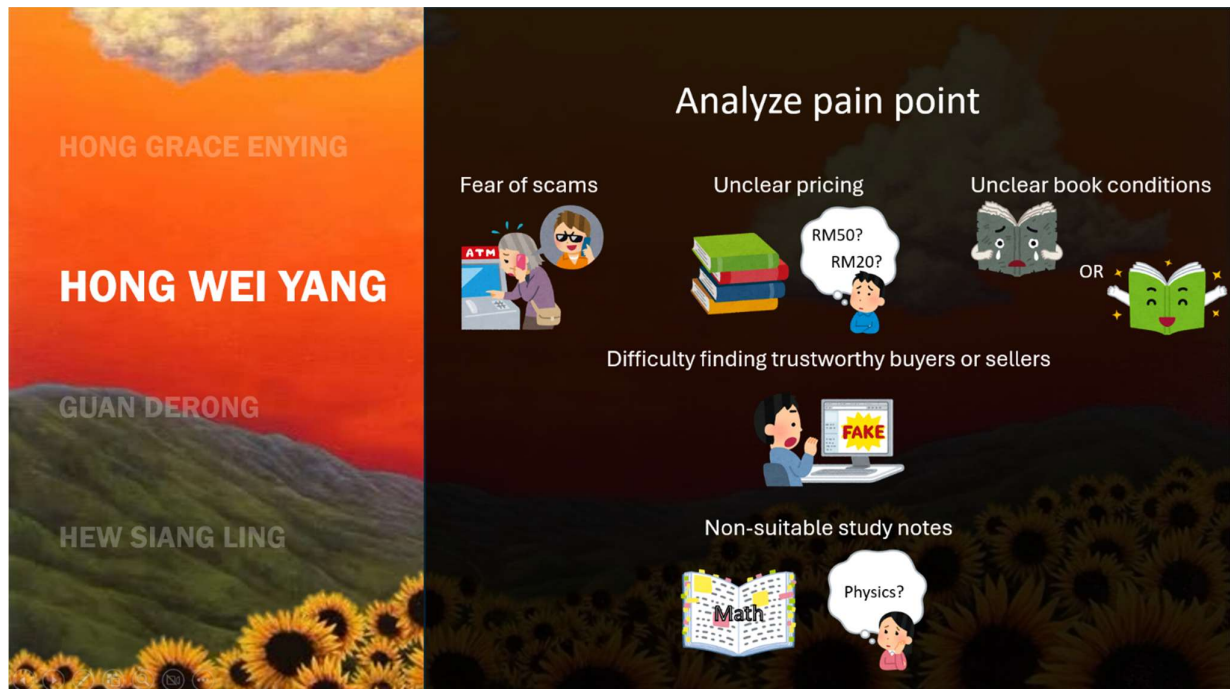 HONG GRACE ENYING
HONG WEI YANG
GUAN DERONG
HEW SIANG LING
Analyze pain point
Fear of scams
ATM
Unclear pricing
RM50?
RM20?
Unclear book conditions
OR
Difficulty finding trustworthy buyers or sellers
FAKE
Non-suitable study notes
Math
Physics?